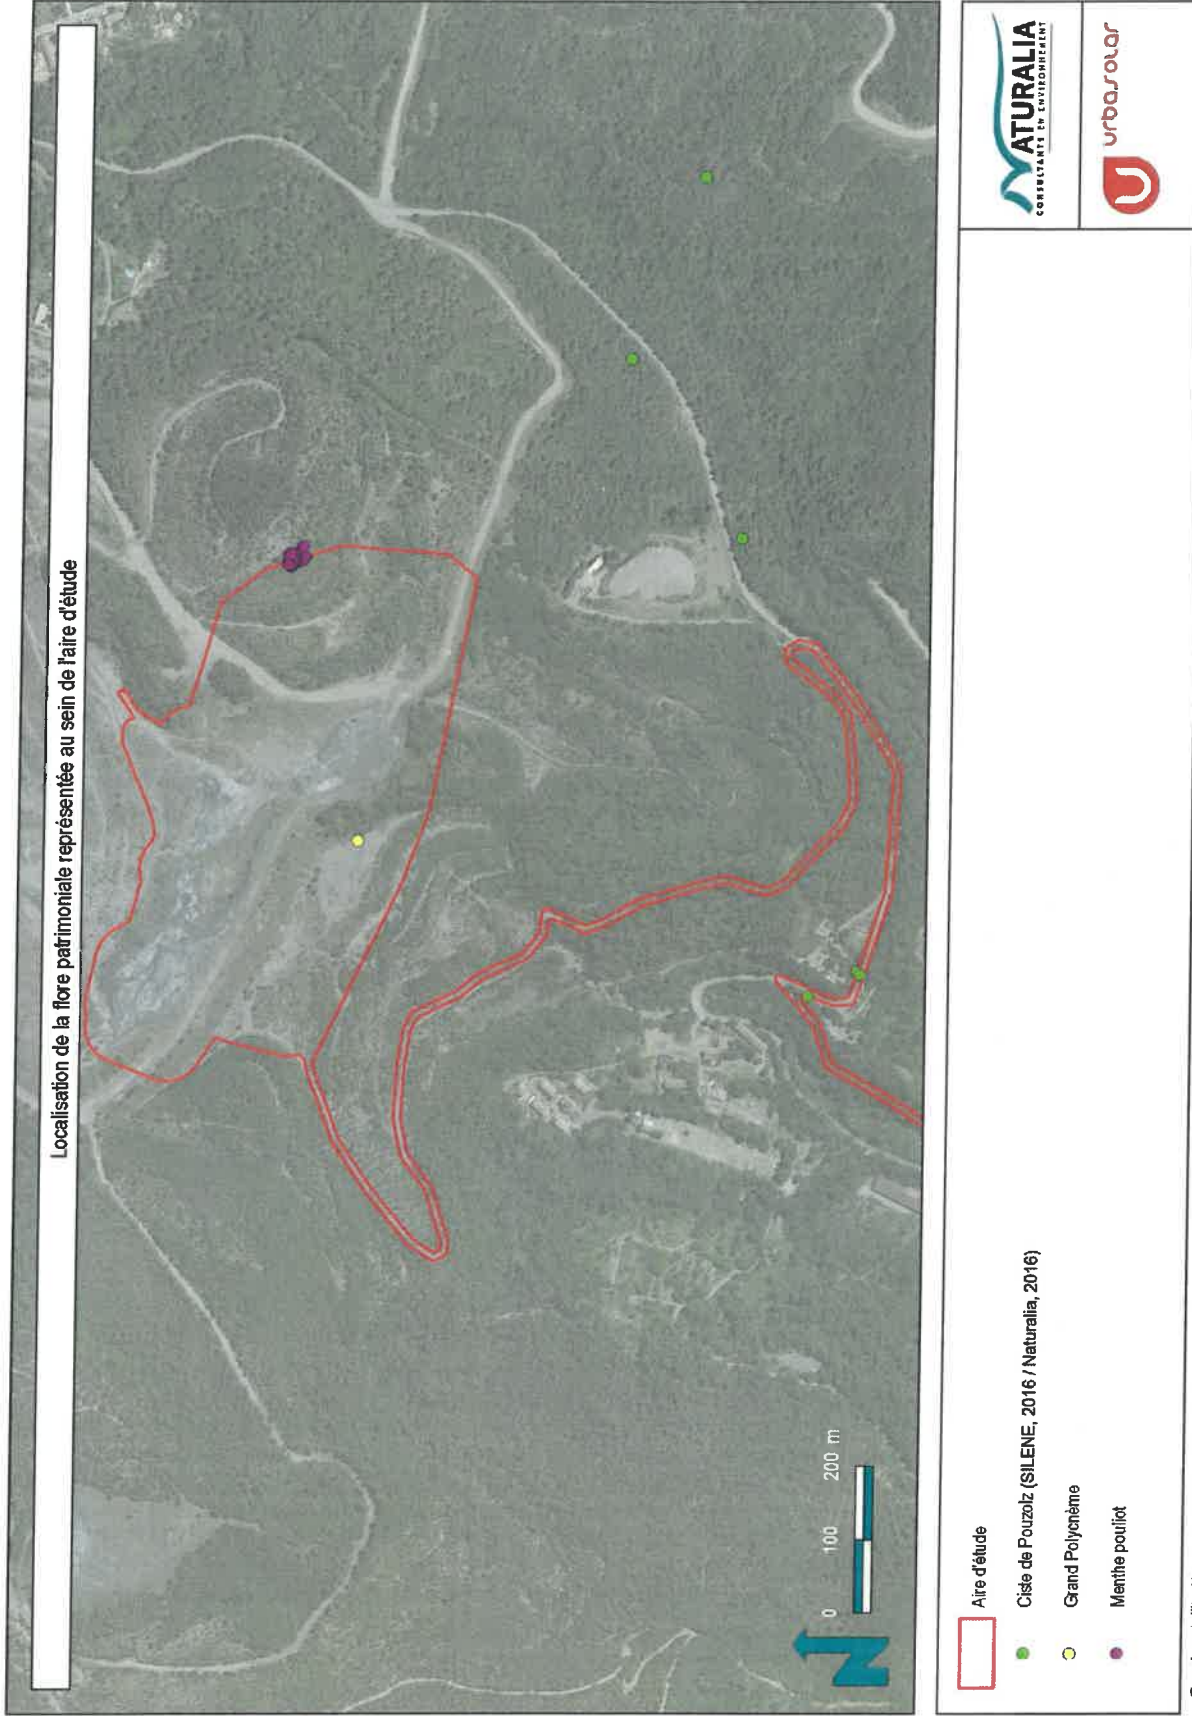 Localisation de la flore patrimoniale représentée au sein de l'aire d'étude
0 100 200 m
N
Aire d'étude
Ciste de Pouzolz (SILENE, 2016 / Naturalia, 2016)
Grand Polycnème
Menthe pouliot
NATURALIA
CONSULTANTS EN ENVIRONNEMENT
urbasolar